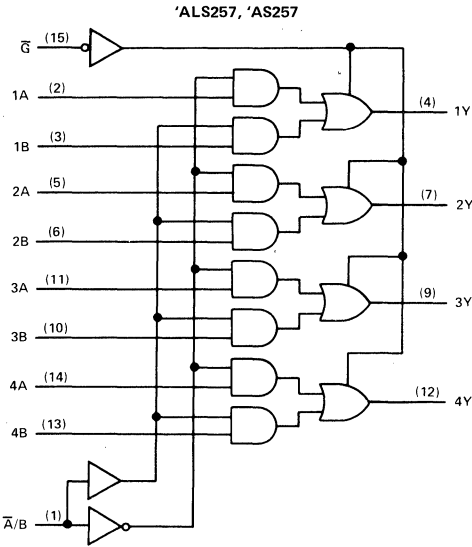 'ALS257, 'AS257
G̅ (15)
1A (2)
(4) 1Y
1B (3)
2A (5)
(7) 2Y
2B (6)
3A (11)
(9) 3Y
3B (10)
4A (14)
(12) 4Y
4B (13)
A̅/B (1)